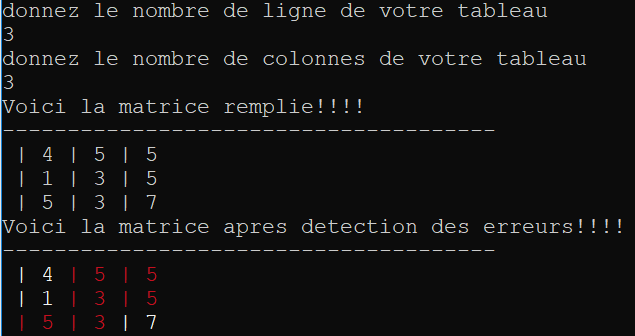 donnez le nombre de ligne de votre tableau
3
donnez le nombre de colonnes de votre tableau
3
Voici la matrice remplie!!!!
--------------------------------------
| 4 | 5 | 5
| 1 | 3 | 5
| 5 | 3 | 7
Voici la matrice apres detection des erreurs!!!!
--------------------------------------
| 4 | 5 | 5
| 1 | 3 | 5
| 5 | 3 | 7